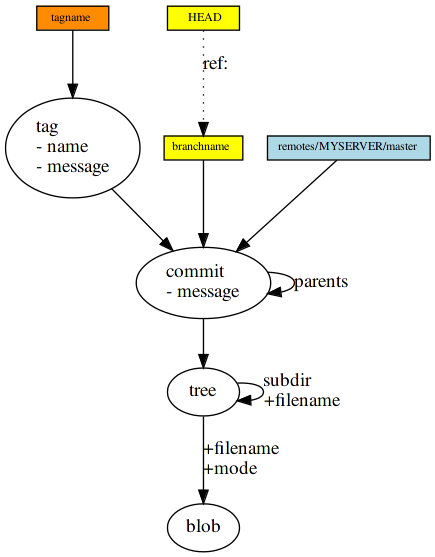 tagname
HEAD
ref:
tag
- name
- message
branchname
remotes/MYSERVER/master
commit
- message
parents
tree
subdir
+filename
+filename
+mode
blob